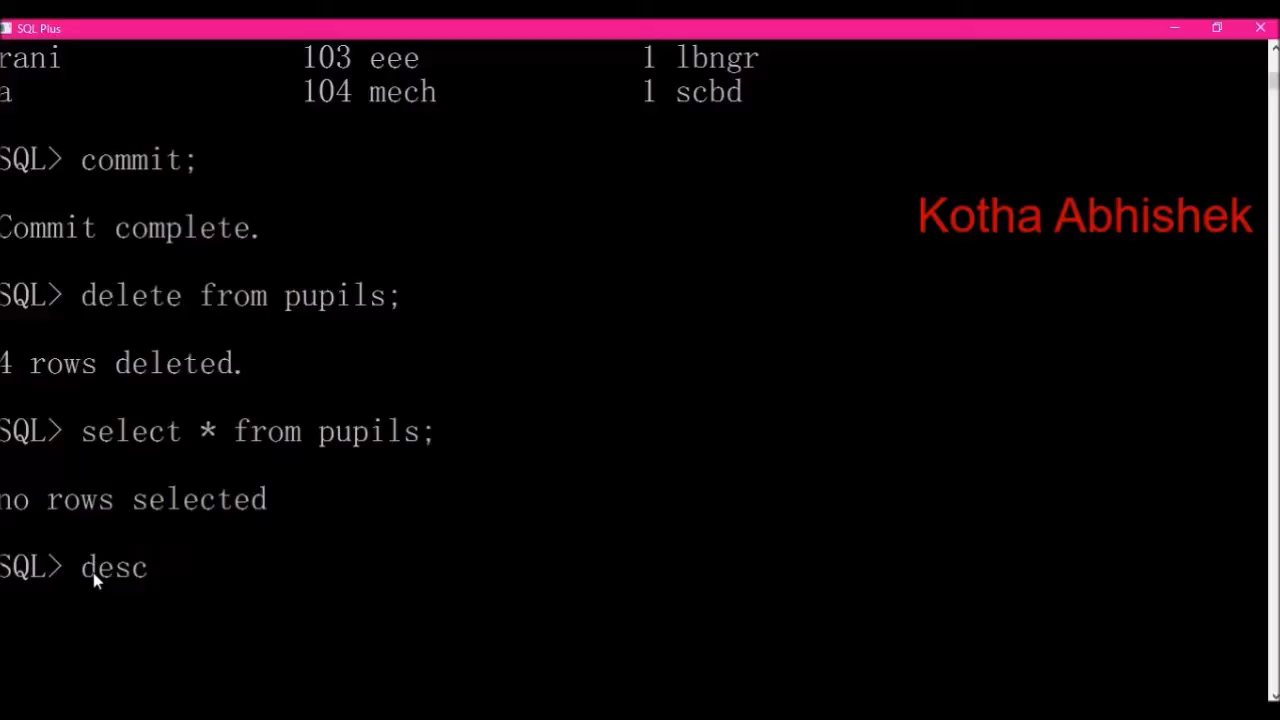 SQL Plus
rani 103 eee 1 lbngr
a 104 mech 1 scbd
SQL> commit;
Commit complete.
Kotha Abhishek
SQL> delete from pupils;
4 rows deleted.
SQL> select * from pupils;
no rows selected
SQL> desc